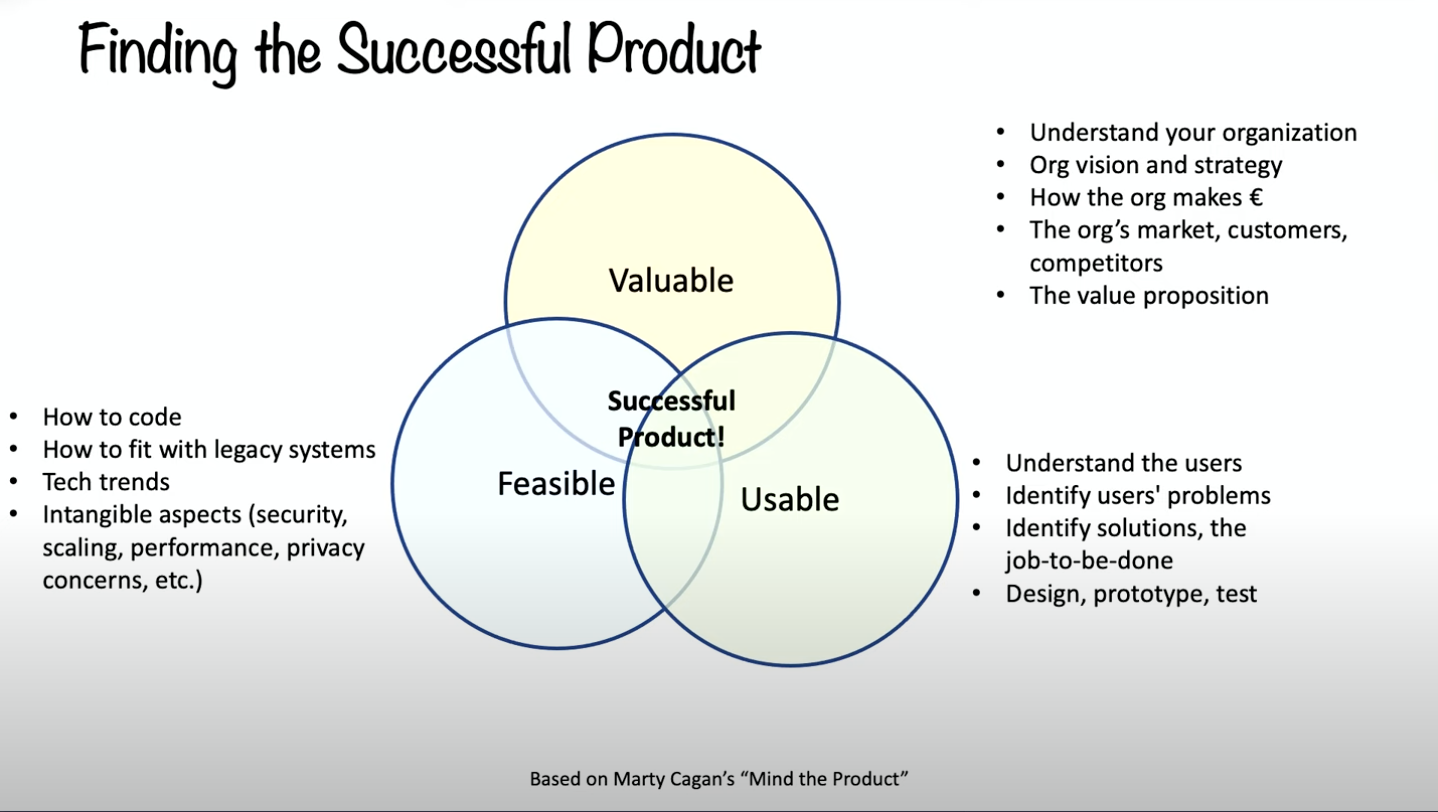 Finding the Successful Product
• Understand your organization
• Org vision and strategy
• How the org makes €
• The org’s market, customers,
competitors
• The value proposition
Valuable
Successful
Product!
Feasible
Usable
• How to code
• How to fit with legacy systems
• Tech trends
• Intangible aspects (security,
scaling, performance, privacy
concerns, etc.)
• Understand the users
• Identify users' problems
• Identify solutions, the
job-to-be-done
• Design, prototype, test
Based on Marty Cagan’s “Mind the Product”